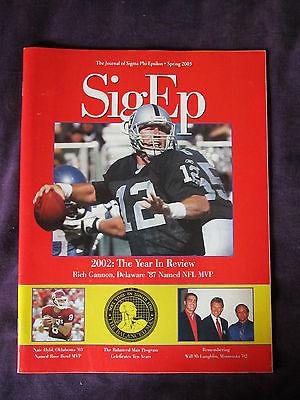 The Journal of Sigma Phi Epsilon • Spring 2003
SigEp
12
12
2002: The Year In Review
Rich Gannon, Delaware '87 Named NFL MVP
Nate Hybl, Oklahoma '03
Named Rose Bowl MVP
The Balanced Man Program
Celebrates Ten Years
Remembering
Will McLaughlin, Minnesota '02